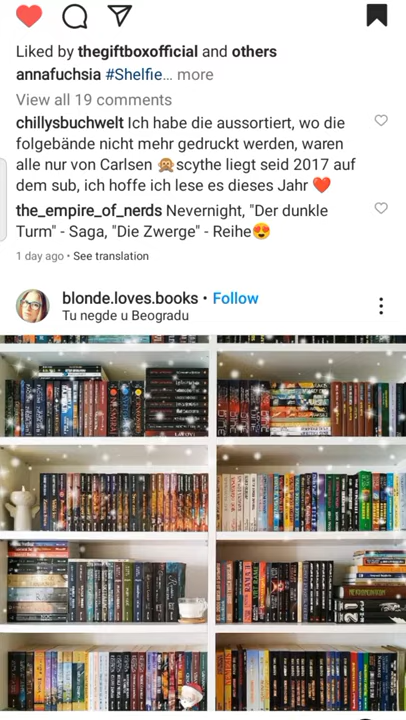 Liked by thegiftboxofficial and others
annafuchsia #Shelfie… more
View all 19 comments
chillysbuchwelt Ich habe die aussortiert, wo die
folgebände nicht mehr gedruckt werden, waren
alle nur von Carlsen 🙊scythe liegt seid 2017 auf
dem sub, ich hoffe ich lese es dieses Jahr ❤️
the_empire_of_nerds Nevernight, "Der dunkle
Turm" - Saga, "Die Zwerge" - Reihe😍
1 day ago • See translation
blonde.loves.books • Follow
Tu negde u Beogradu